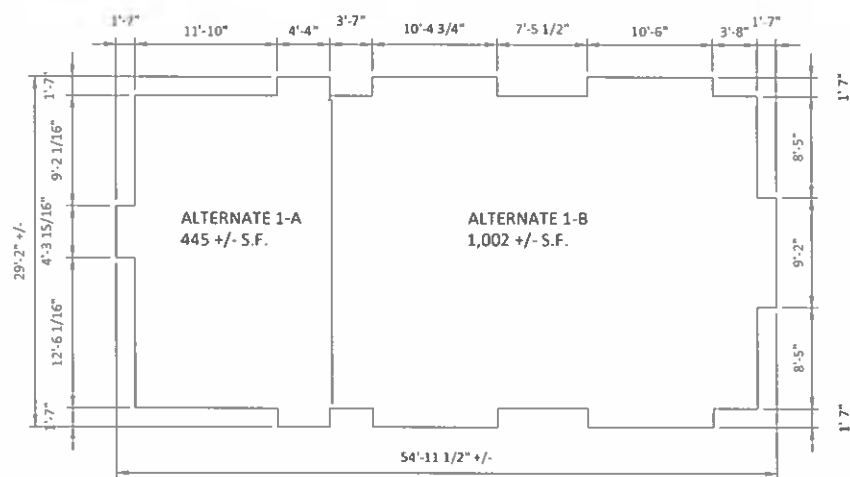 1'-7" 11'-10" 4'-4" 3'-7" 10'-4 3/4" 7'-5 1/2" 10'-6" 3'-8" 1'-7"
1'-7"
9'-2 1/16"
4'-3 15/16"
12'-6 1/16"
1'-7"
29'-2" +/-
ALTERNATE 1-A
445 +/- S.F.
ALTERNATE 1-B
1,002 +/- S.F.
1' 7"
8'-5"
9'-2"
8'-5"
1' 7"
54'-11 1/2" +/-